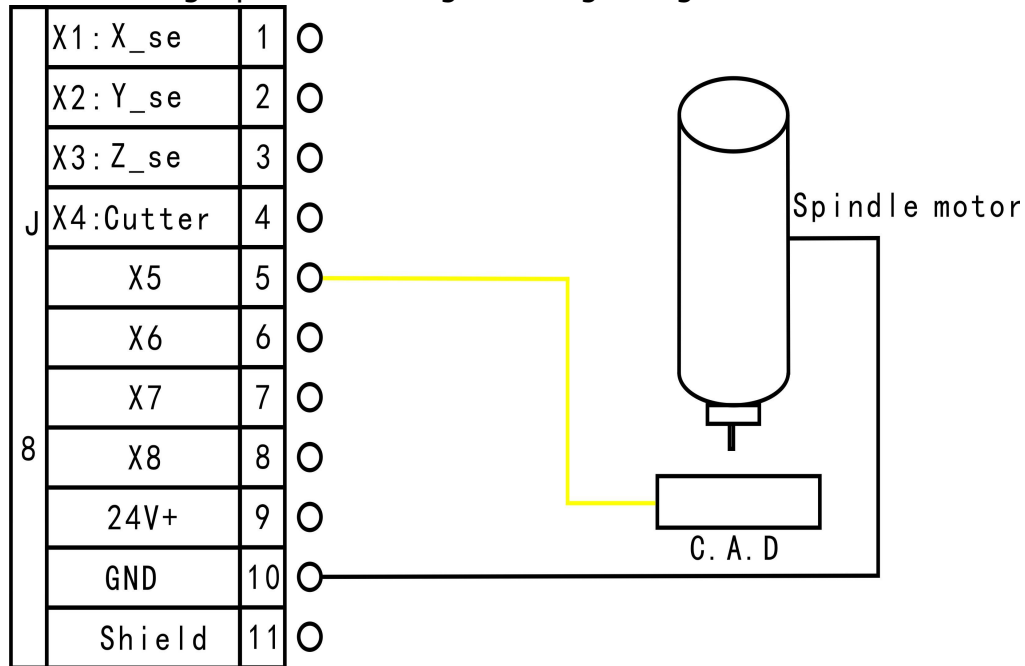 X1:X_se 1
X2:Y_se 2
X3:Z_se 3
J X4:Cutter 4
Spindle motor
X5 5
X6 6
X7 7
8 X8 8
24V+ 9
C.A.D
GND 10
Shield 11